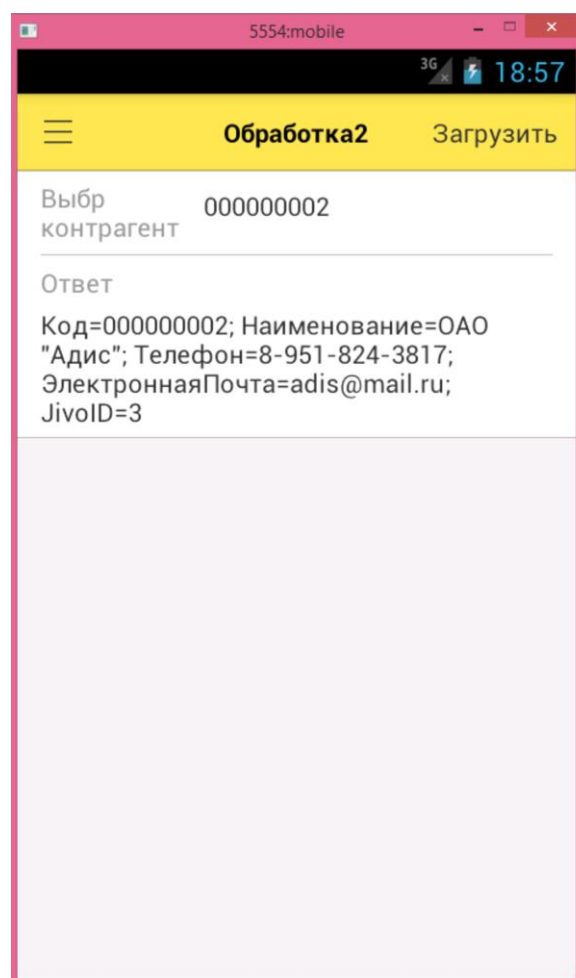 5554:mobile
3G 18:57
Обработка2 Загрузить
Выбр
контрагент 000000002
Ответ
Код=000000002; Наименование=ОАО
"Адис"; Телефон=8-951-824-3817;
ЭлектроннаяПочта=adis@mail.ru;
JivoID=3